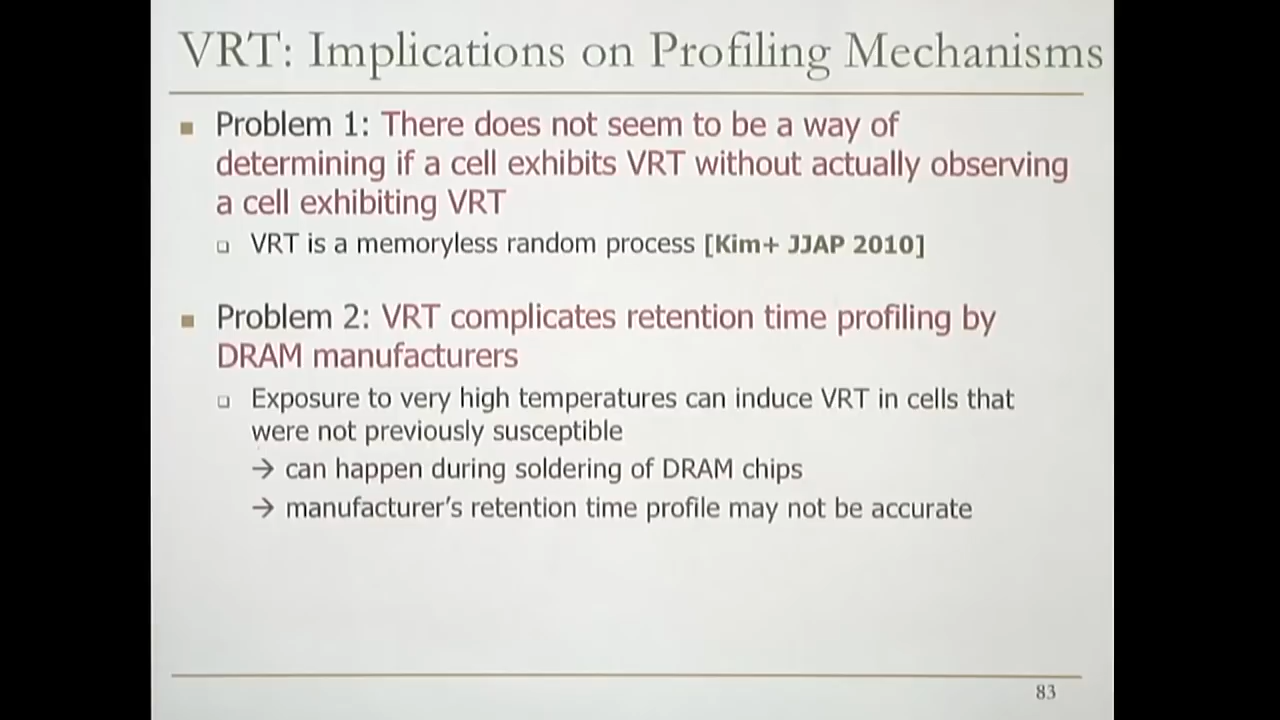 VRT: Implications on Profiling Mechanisms
Problem 1: There does not seem to be a way of
determining if a cell exhibits VRT without actually observing
a cell exhibiting VRT
VRT is a memoryless random process [Kim+ JJAP 2010]
Problem 2: VRT complicates retention time profiling by
DRAM manufacturers
Exposure to very high temperatures can induce VRT in cells that
were not previously susceptible
→ can happen during soldering of DRAM chips
→ manufacturer’s retention time profile may not be accurate
83